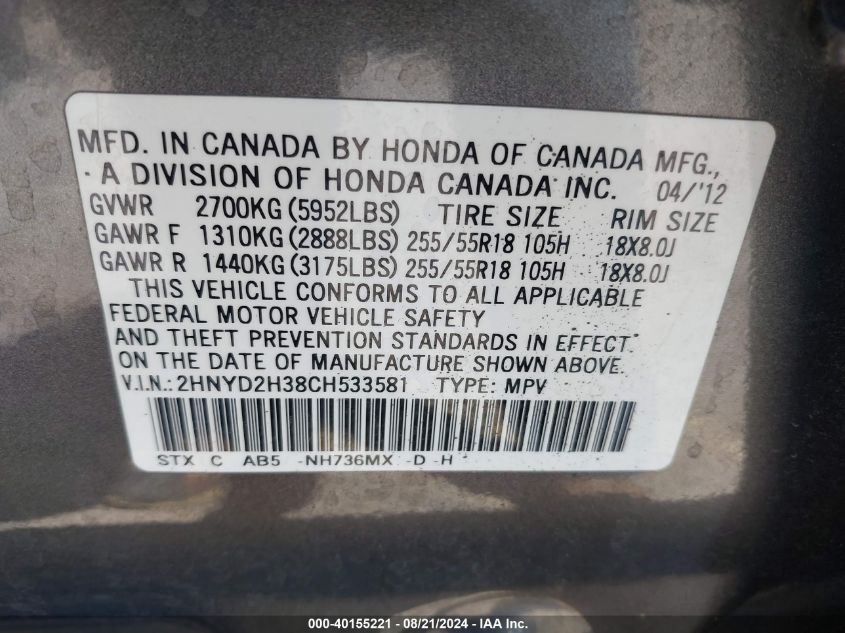 MFD. IN CANADA BY HONDA OF CANADA MFG.,
A DIVISION OF HONDA CANADA INC. 04/'12
GVWR 2700KG (5952LBS) TIRE SIZE RIM SIZE
GAWR F 1310KG (2888LBS) 255/55R18 105H 18X8.0J
GAWR R 1440KG (3175LBS) 255/55R18 105H 18X8.0J
THIS VEHICLE CONFORMS TO ALL APPLICABLE
FEDERAL MOTOR VEHICLE SAFETY
AND THEFT PREVENTION STANDARDS IN EFFECT
ON THE DATE OF MANUFACTURE SHOWN ABOVE.
V.I.N.: 2HNYD2H38CH533581 TYPE: MPV
STX C AB5 -NH736MX -D -H
000-40155221 - 08/21/2024 - IAA Inc.